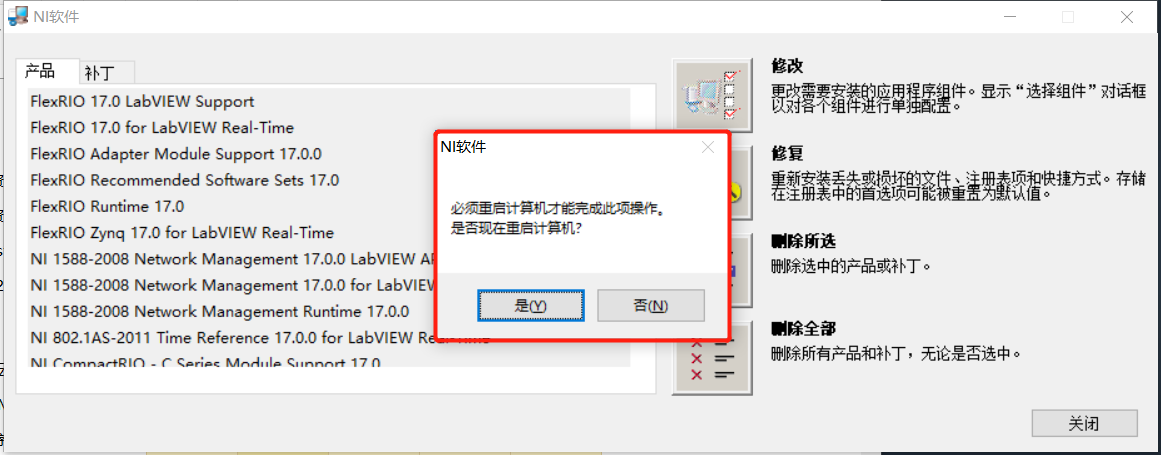 NI软件
产品
补丁
FlexRIO 17.0 LabVIEW Support
FlexRIO 17.0 for LabVIEW Real-Time
FlexRIO Adapter Module Support 17.0.0
FlexRIO Recommended Software Sets 17.0
FlexRIO Runtime 17.0
FlexRIO Zynq 17.0 for LabVIEW Real-Time
NI 1588-2008 Network Management 17.0.0 LabVIEW
NI 1588-2008 Network Management 17.0.0 for LabVIEW
NI 1588-2008 Network Management Runtime 17.0.0
NI 802.1AS-2011 Time Reference 17.0.0 for LabVIEW Real-Time
NI CompactRIO - C Series Module Support 17.0
NI软件
必须重启计算机才能完成此项操作。
是否现在重启计算机?
是(Y)
否(N)
修改
更改需要安装的应用程序组件。显示“选择组件”对话框
以对各个组件进行单独配置。
修复
重新安装丢失或损坏的文件、注册表项和快捷方式。存储
在注册表中的首选项可能被重置为默认值。
删除所选
删除选中的产品或补丁。
删除全部
删除所有产品和补丁，无论是否选中。
关闭